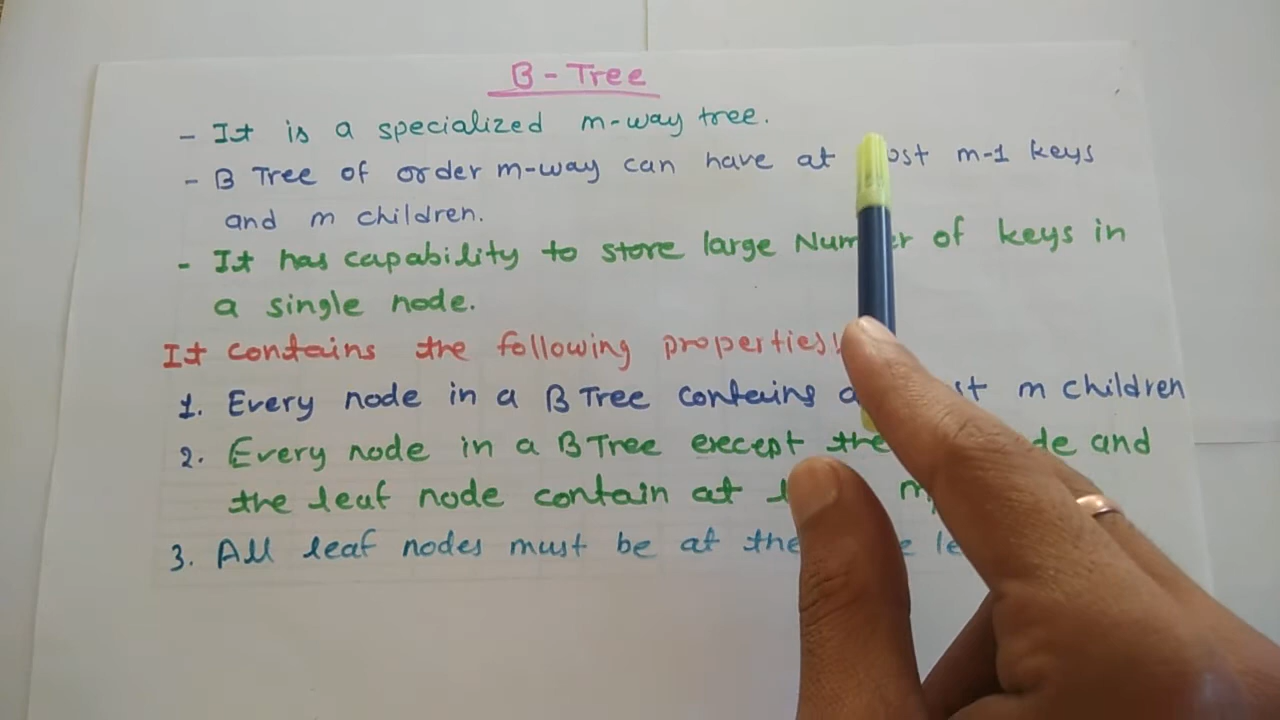 B-Tree
- It is a specialized m-way tree.
- B Tree of order m-way can have at most m-1 keys
and m children.
- It has capability to store large Number of keys in
a single node.
It contains the following properties:
1. Every node in a B Tree contains m children
2. Every node in a B Tree except the and
the leaf node contain at
3. All leaf nodes must be at the